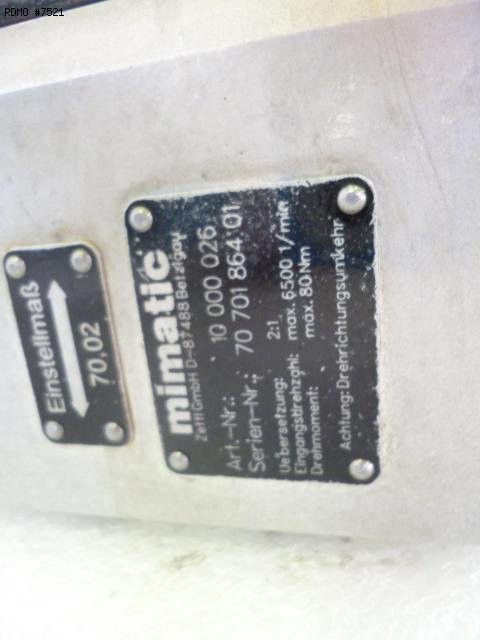 RDMO #7521
Einstellmaß
70,02
mimatic
Zettl GmbH D-87488 Betzigau
Art.-Nr.: 10 000 026
Serien-Nr.: 70 701 864 01
Uebersetzung: 2:1
Eingangsdrehzahl: max. 6500 1/min
Drehmoment: max. 80Nm
Achtung: Drehrichtungsumkehr